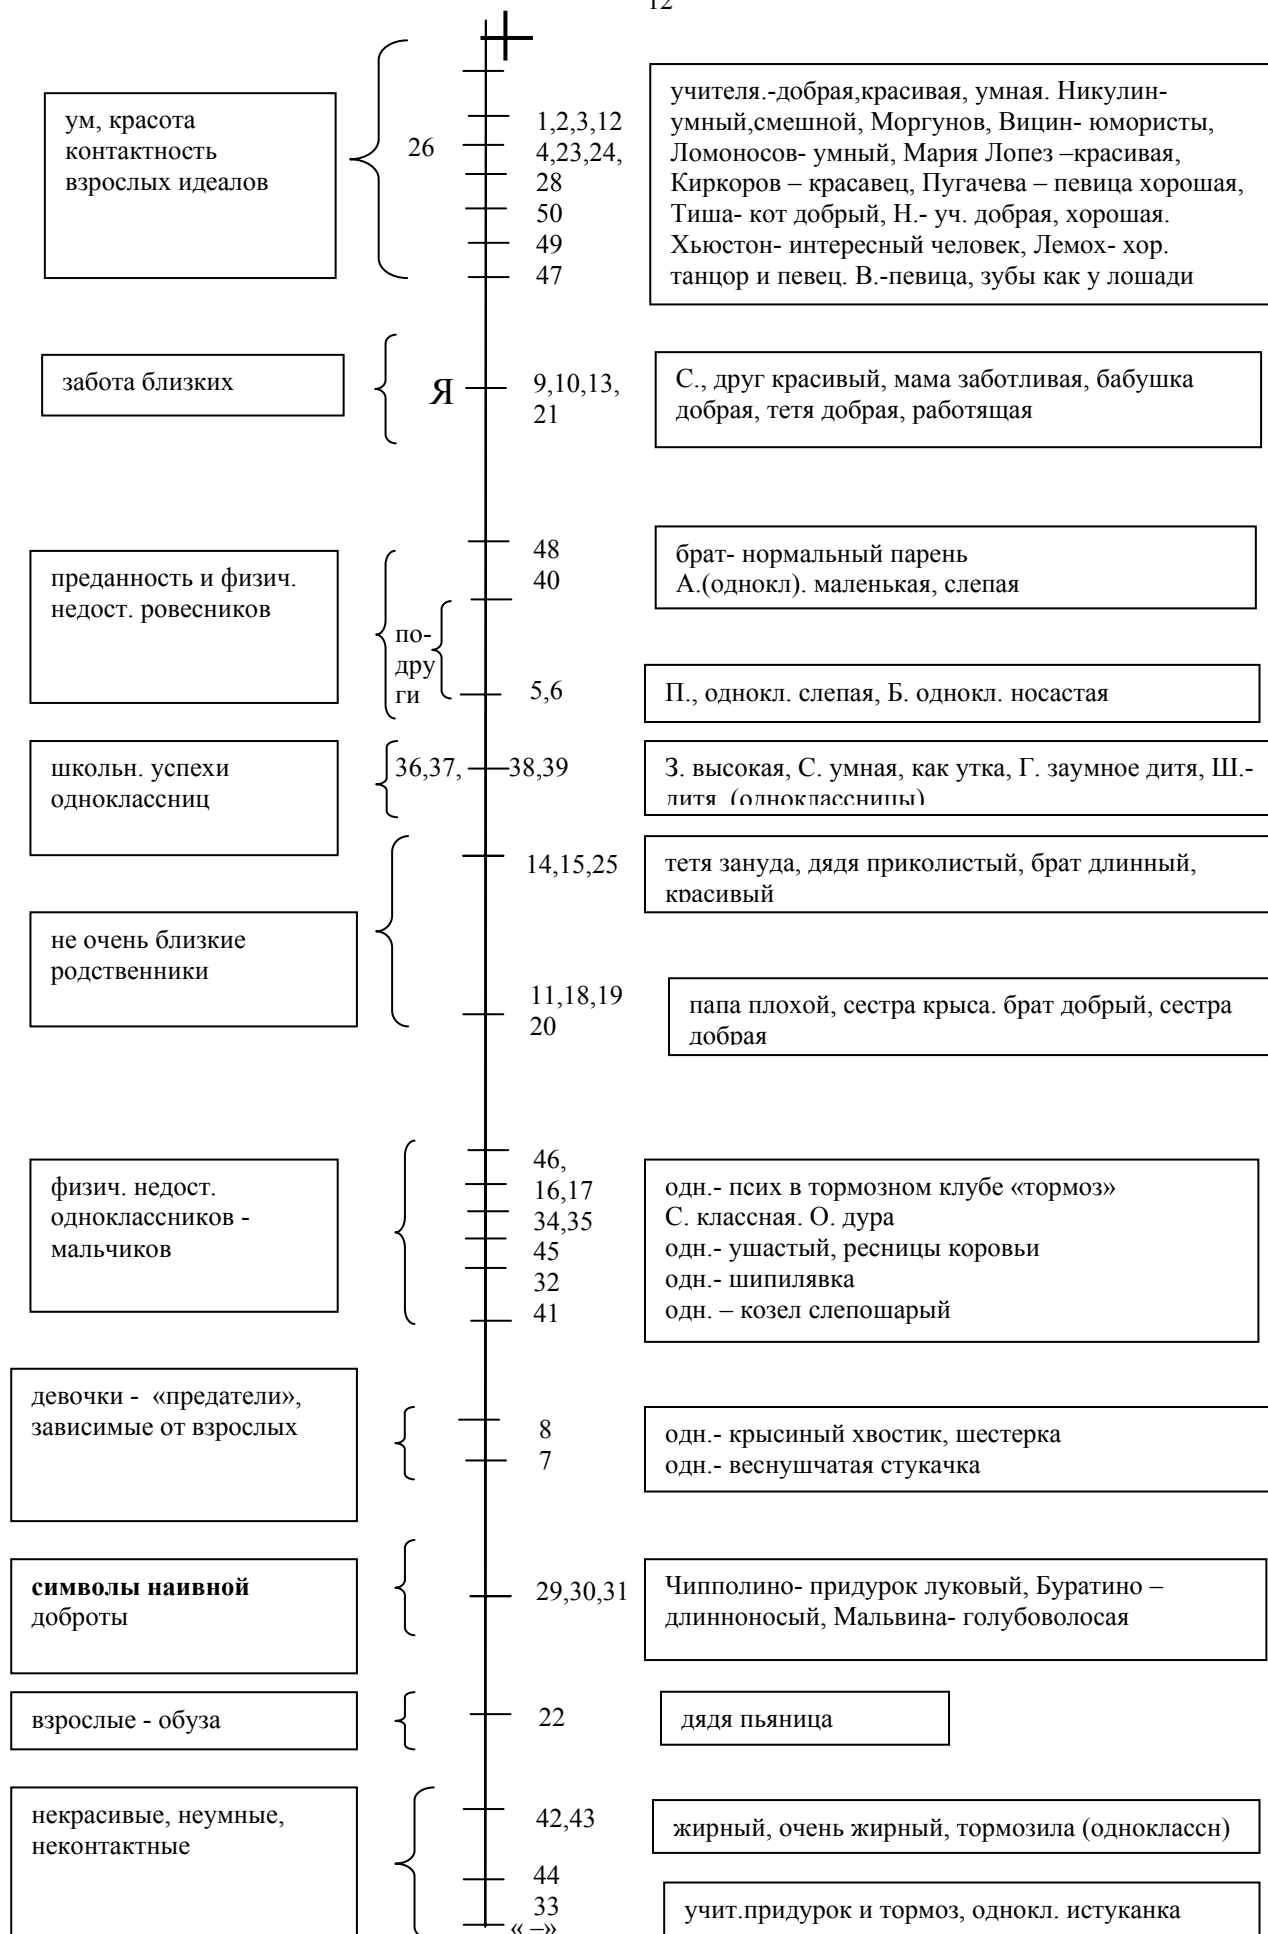 12
ум, красота
контактность
взрослых идеалов
26
1,2,3,12
4,23,24,
28
50
49
47
учителя.-добрая,красивая, умная. Никулин-
умный,смешной, Моргунов, Вицин- юмористы,
Ломоносов- умный, Мария Лопез –красивая,
Киркоров – красавец, Пугачева – певица хорошая,
Тиша- кот добрый, Н.- уч. добрая, хорошая.
Хьюстон- интересный человек, Лемох- хор.
танцор и певец. В.-певица, зубы как у лошади
забота близких
Я
9,10,13,
21
С., друг красивый, мама заботливая, бабушка
добрая, тетя добрая, работящая
преданность и физич.
недост. ровесников
48
40
брат- нормальный парень
А.(однокл). маленькая, слепая
по-
дру
ги
5,6
П., однокл. слепая, Б. однокл. носастая
школьн. успехи
одноклассниц
36,37,
38,39
З. высокая, С. умная, как утка, Г. заумное дитя, Ш.-
дитя (одноклассницы)
14,15,25
тетя зануда, дядя приколистый, брат длинный,
красивый
не очень близкие
родственники
11,18,19
20
папа плохой, сестра крыса. брат добрый, сестра
добрая
физич. недост.
одноклассников -
мальчиков
46,
16,17
34,35
45
32
41
одн.- псих в тормозном клубе «тормоз»
С. классная. О. дура
одн.- ушастый, ресницы коровьи
одн.- шипилявка
одн. – козел слепошарый
девочки - «предатели»,
зависимые от взрослых
8
7
одн.- крысиный хвостик, шестерка
одн.- веснушчатая стукачка
символы наивной
доброты
29,30,31
Чипполино- придурок луковый, Буратино –
длинноносый, Мальвина- голубоволосая
взрослые - обуза
22
дядя пьяница
некрасивые, неумные,
неконтактные
42,43
жирный, очень жирный, тормозила (одноклассн)
44
33
« –»
учит.придурок и тормоз, однокл. истуканка